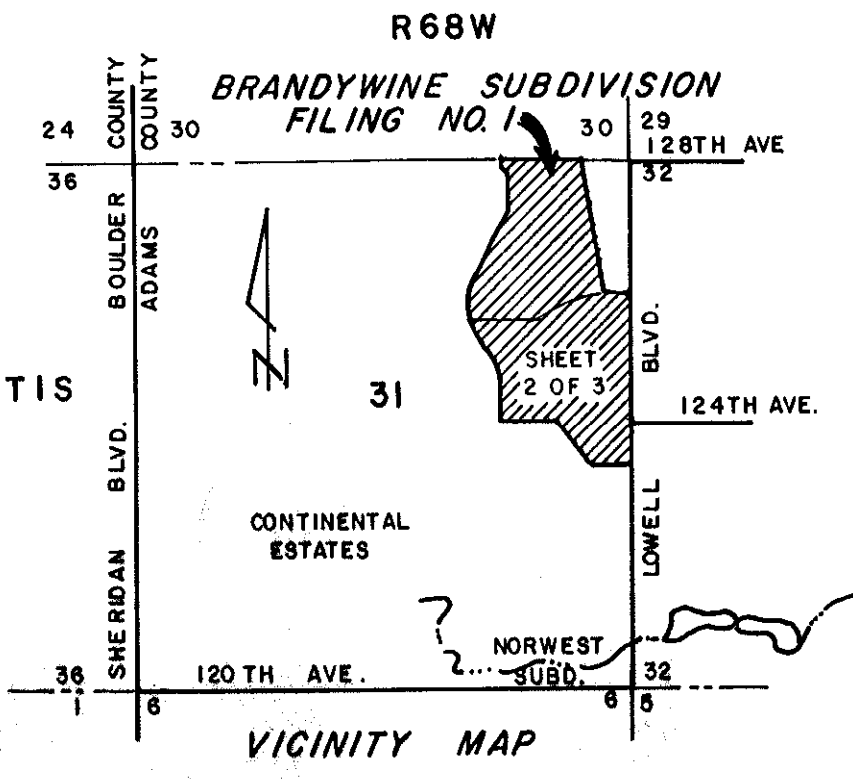 R68W
BRANDYWINE SUBDIVISION
FILING NO. 1
COUNTY
COUNTY
24
30
30
29
128TH AVE
36
32
BOULDER
ADAMS
N
SHEET
2 OF 3
BLVD.
T1S
31
124TH AVE.
BLVD.
CONTINENTAL
ESTATES
LOWELL
SHERIDAN
NORWEST
SUBD.
36
120TH AVE.
32
1
6
6
5
VICINITY MAP